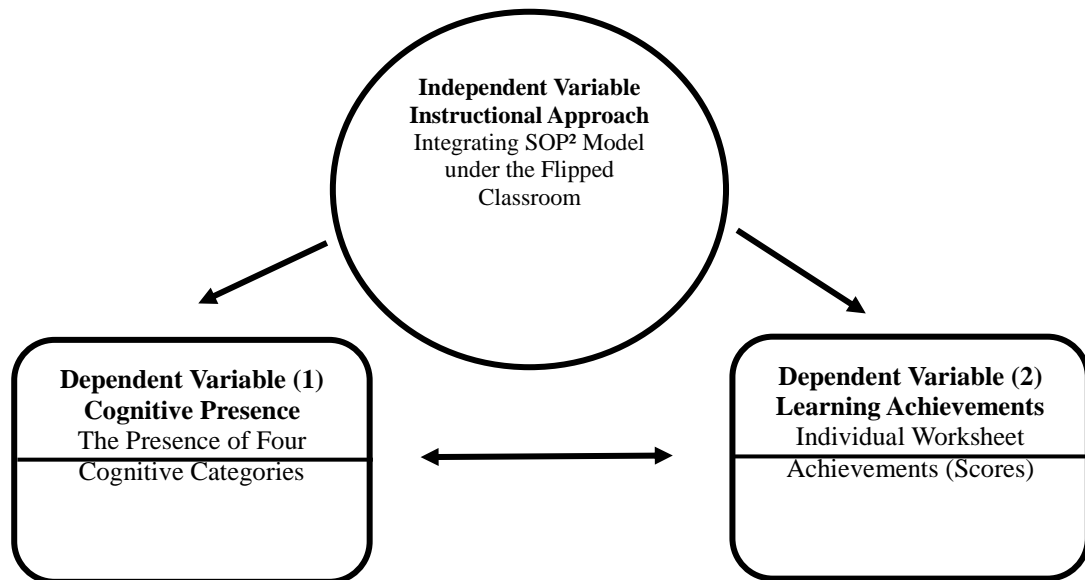 Independent Variable
Instructional Approach
Integrating SOP² Model
under the Flipped
Classroom
Dependent Variable (1)
Cognitive Presence
The Presence of Four
Cognitive Categories
Dependent Variable (2)
Learning Achievements
Individual Worksheet
Achievements (Scores)